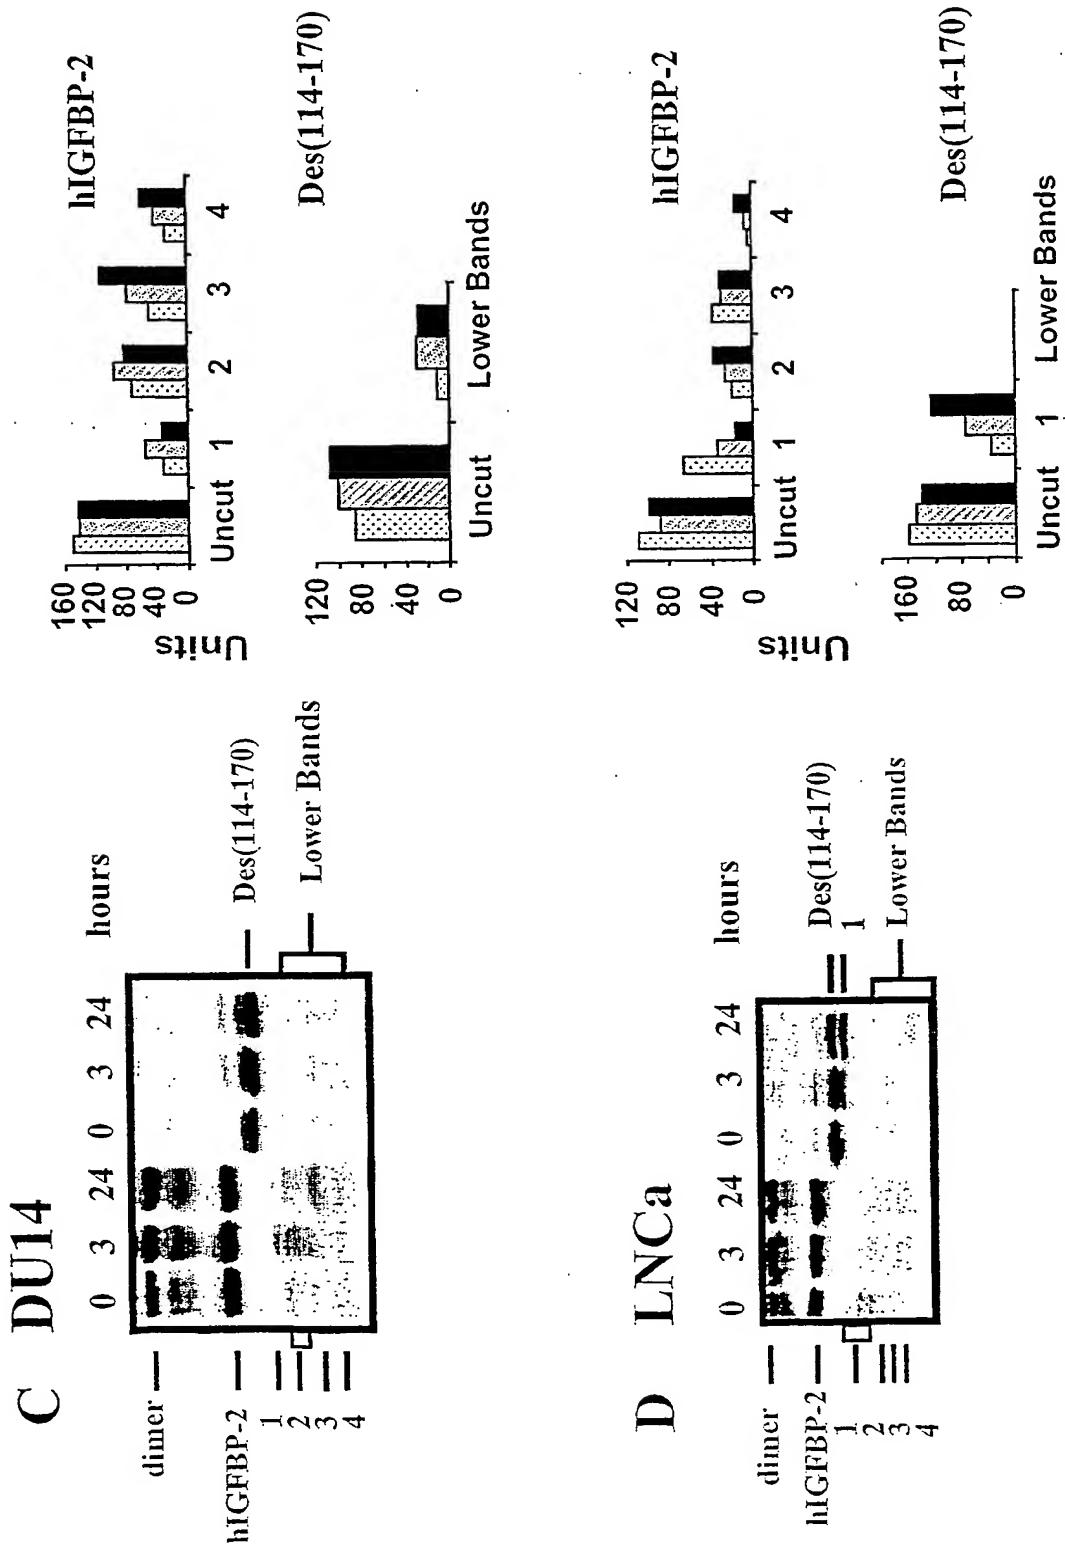 C DU14
0 3 24 0 3 24 hours
dimer
hIGFBP-2
1
2
3
4
Des(114-170)
Lower Bands
Units
160
120
80
40
0
Uncut 1 2 3 4
hIGFBP-2
120
80
40
0
Uncut Lower Bands
Des(114-170)
D LNCa
0 3 24 0 3 24 hours
dimer
hIGFBP-2
1
2
3
4
Des(114-170)
1
Lower Bands
Units
120
80
40
0
Uncut 1 2 3 4
hIGFBP-2
160
80
0
Uncut 1 Lower Bands
Des(114-170)